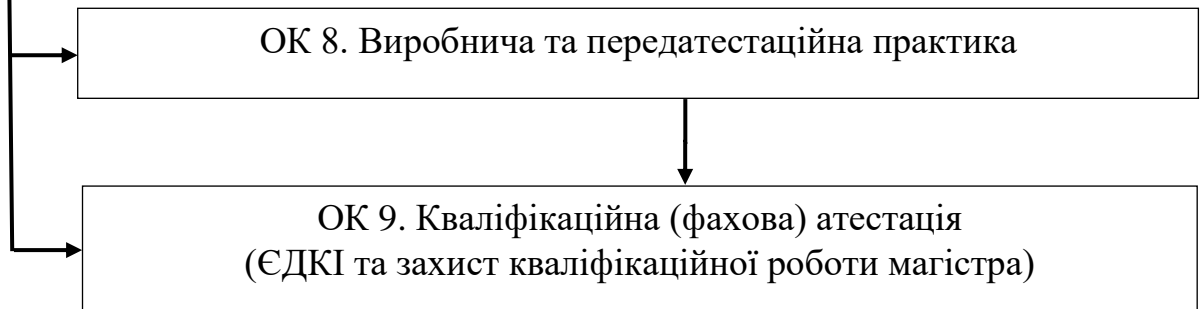 ОК 8. Виробнича та передатестаційна практика
ОК 9. Кваліфікаційна (фахова) атестація
(ЄДКІ та захист кваліфікаційної роботи магістра)